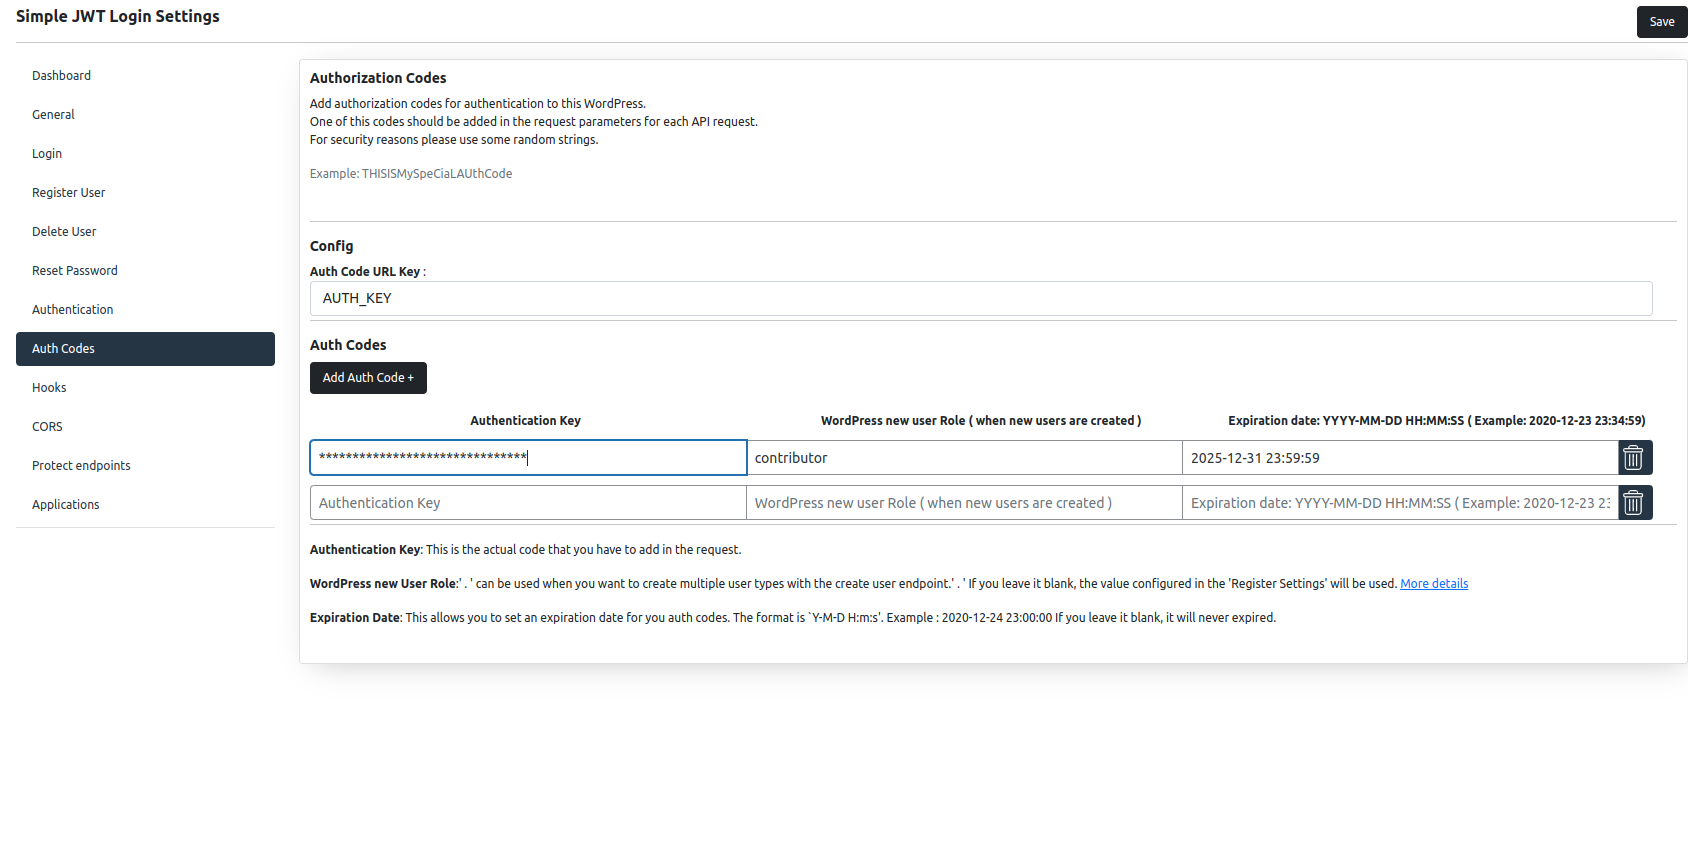 Simple JWT Login Settings
Save
Dashboard
General
Login
Register User
Delete User
Reset Password
Authentication
Auth Codes
Hooks
CORS
Protect endpoints
Applications
Authorization Codes
Add authorization codes for authentication to this WordPress.
One of this codes should be added in the request parameters for each API request.
For security reasons please use some random strings.
Example: THISISMySpeCiaLAUthCode
Config
Auth Code URL Key :
AUTH_KEY
Auth Codes
Add Auth Code +
Authentication Key WordPress new user Role ( when new users are created ) Expiration date: YYYY-MM-DD HH:MM:SS ( Example: 2020-12-23 23:34:59)
******************************* contributor 2025-12-31 23:59:59
Authentication Key WordPress new user Role ( when new users are created ) Expiration date: YYYY-MM-DD HH:MM:SS ( Example: 2020-12-23 23:
Authentication Key: This is the actual code that you have to add in the request.
WordPress new User Role:' . ' can be used when you want to create multiple user types with the create user endpoint.' . ' If you leave it blank, the value configured in the 'Register Settings' will be used. More details
Expiration Date: This allows you to set an expiration date for you auth codes. The format is `Y-M-D H:m:s'. Example : 2020-12-24 23:00:00 If you leave it blank, it will never expired.